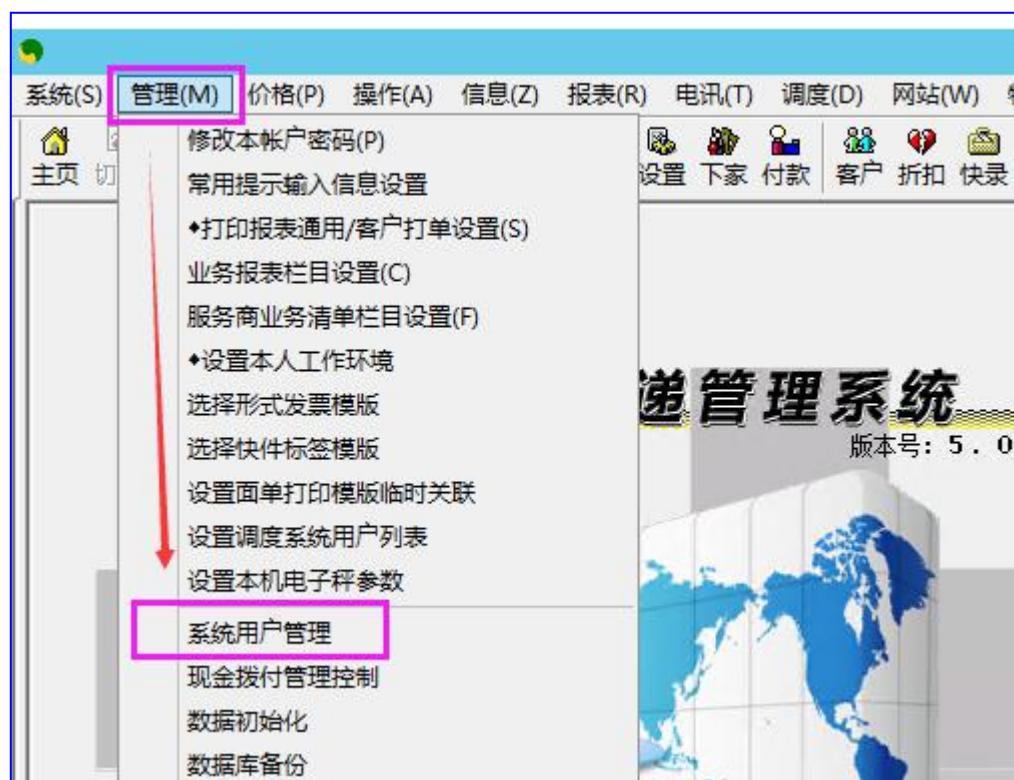 系统(S) 管理(M) 价格(P) 操作(A) 信息(Z) 报表(R) 电讯(T) 调度(D) 网站(W)
主页 切 设置 下家 付款 客户 折扣 快录
修改本帐户密码(P)
常用提示输入信息设置
◆打印报表通用/客户打单设置(S)
业务报表栏目设置(C)
服务商业务清单栏目设置(F)
◆设置本人工作环境
选择形式发票模版
递管理系统
选择快件标签模版
版本号: 5.0
设置面单打印模版临时关联
设置调度系统用户列表
设置本机电子秤参数
系统用户管理
现金拨付管理控制
数据初始化
数据库备份